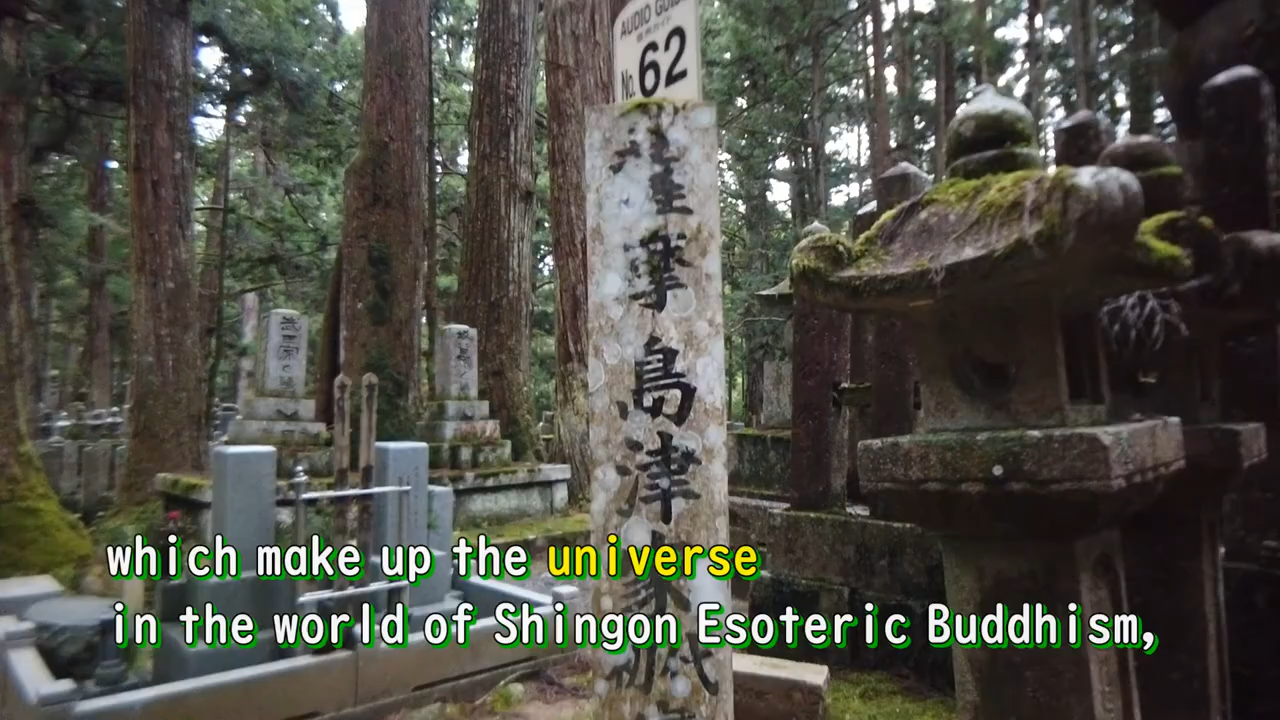 AUDIO GUIDE
No. 62
薩摩島津家
which make up the universe
in the world of Shingon Esoteric Buddhism,